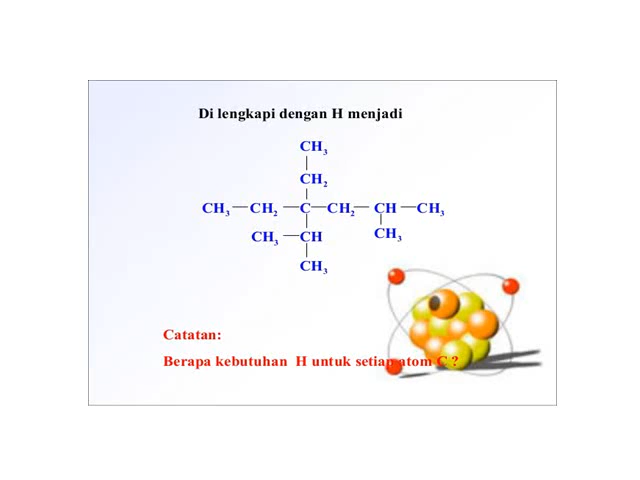 Di lengkapi dengan H menjadi
CH3
CH2
CH3 CH2 C CH2 CH CH3
CH3 CH CH3
CH3
Catatan:
Berapa kebutuhan H untuk setiap atom C ?